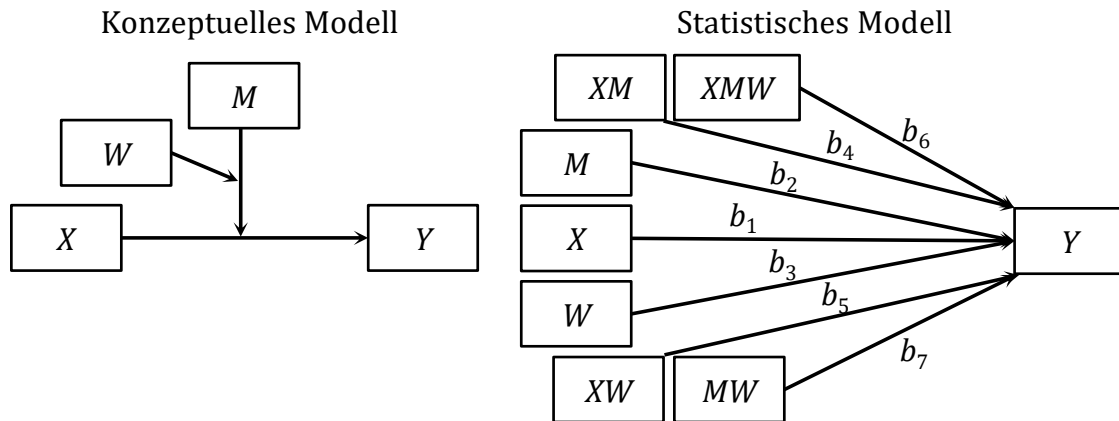 Konzeptuelles Modell
M
W
X
Y
Statistisches Modell
XM
XMW
M
X
W
XW
MW
b₆
b₄
b₂
b₁
b₃
b₅
b₇
Y